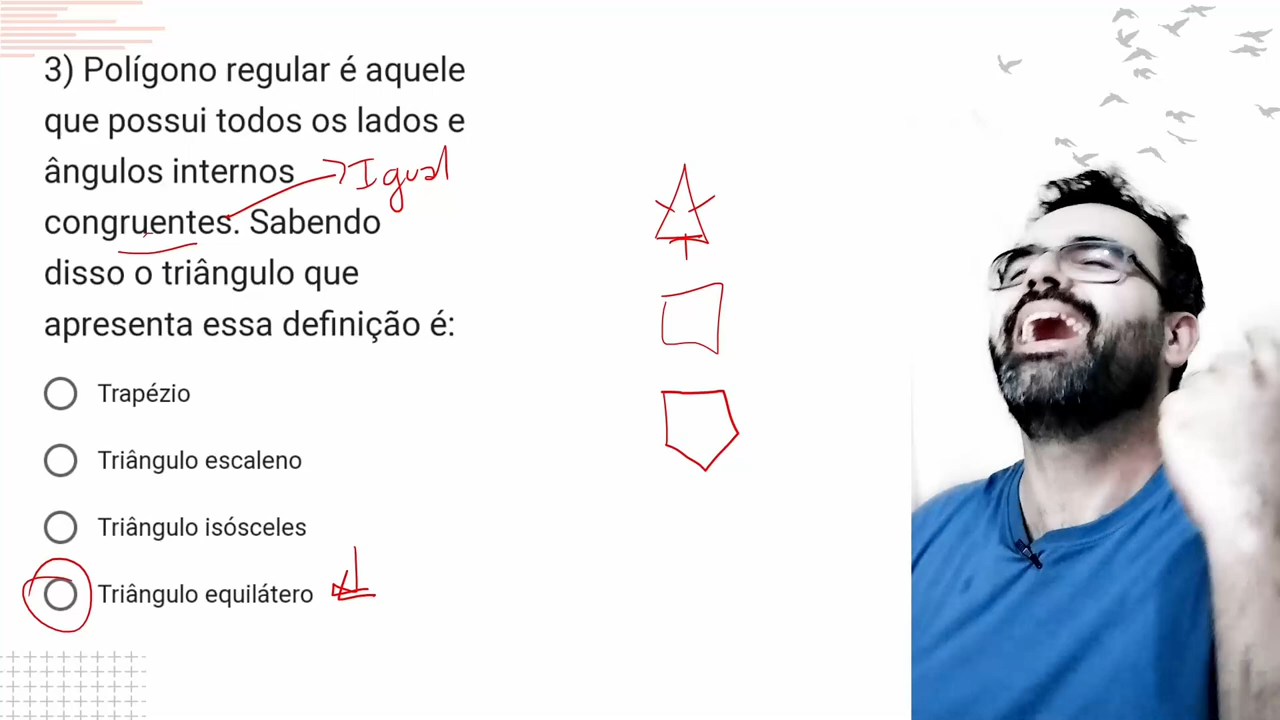 3) Polígono regular é aquele
que possui todos os lados e
ângulos internos
Igual
congruentes. Sabendo
disso o triângulo que
apresenta essa definição é:
Trapézio
Triângulo escaleno
Triângulo isósceles
Triângulo equilátero